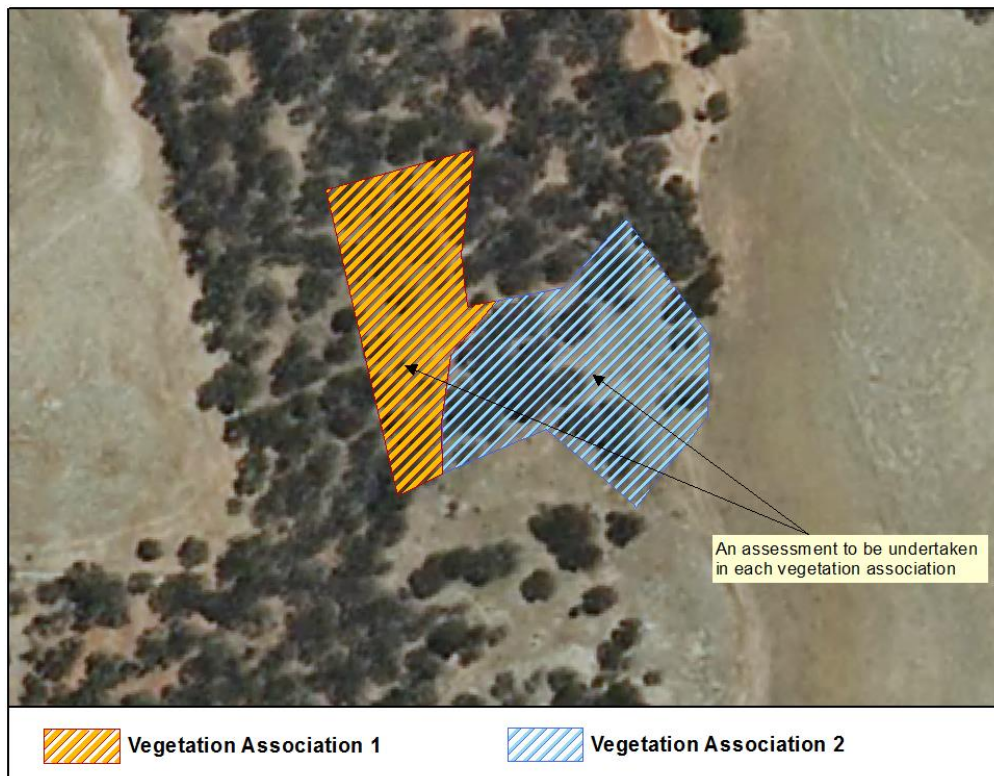 An assessment to be undertaken
in each vegetation association
Vegetation Association 1
Vegetation Association 2